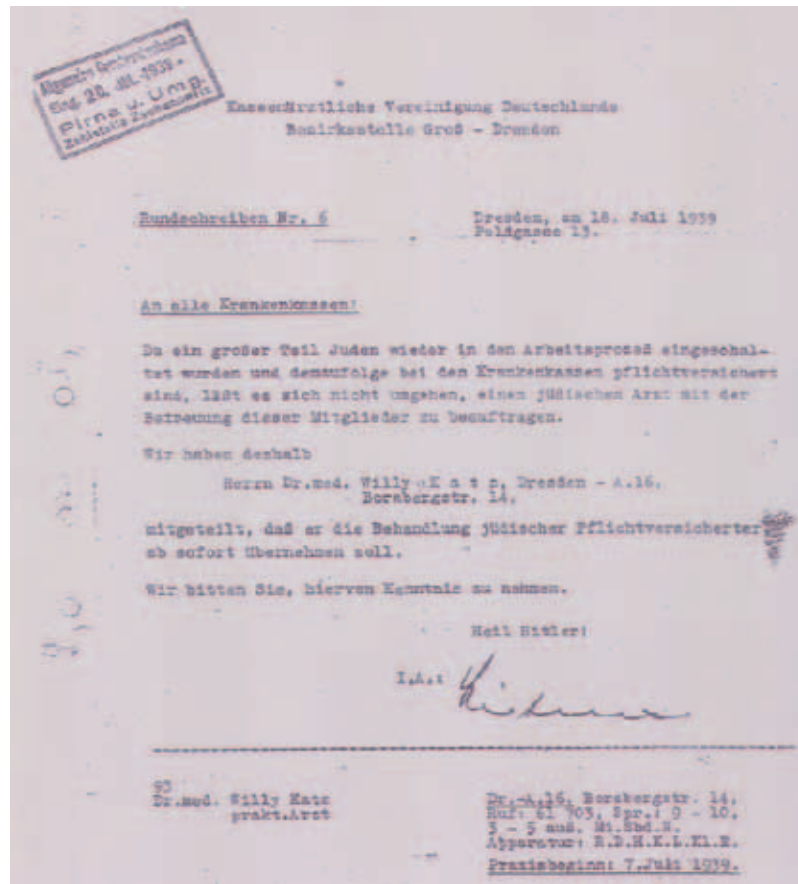 Allgemeine Ortskrankenkasse
Eing. 20. JUL. 1939
Pirna u. Umg.
Zahlstelle
Kassenärztliche Vereinigung Deutschlands
Bezirksstelle Groß - Dresden
Rundschreiben Nr. 6
Dresden, am 18. Juli 1939
13.
An alle Krankenkassen!
Da ein großer Teil Juden wieder in den Arbeitsprozeß eingeschal-
tet wurden und demzufolge bei den Krankenkassen pflichtversichert
sind, läßt es sich nicht umgehen, einen jüdischen Arzt mit der
Betreuung dieser Mitglieder zu beauftragen.
Wir haben deshalb
Herrn Dr.med. Willy K a t z, Dresden - A.16,
Borsbergstr. 14,
mitgeteilt, daß er die Behandlung jüdischer Pflichtversicherter
ab sofort übernehmen soll.
Wir bitten Sie, hiervon Kenntnis zu nehmen.
Heil Hitler!
I.A.:
93
Dr.med. Willy Katz
prakt.Arzt
Dr.-A.16, Borsbergstr. 14,
Ruf: 61 903, Spr.: 9 - 10,
3 - 5 auß. Mi.Sbd.N.
Apparatur: R.D.H.K.L.Kl.E.
Praxisbeginn: 7.Juli 1939.